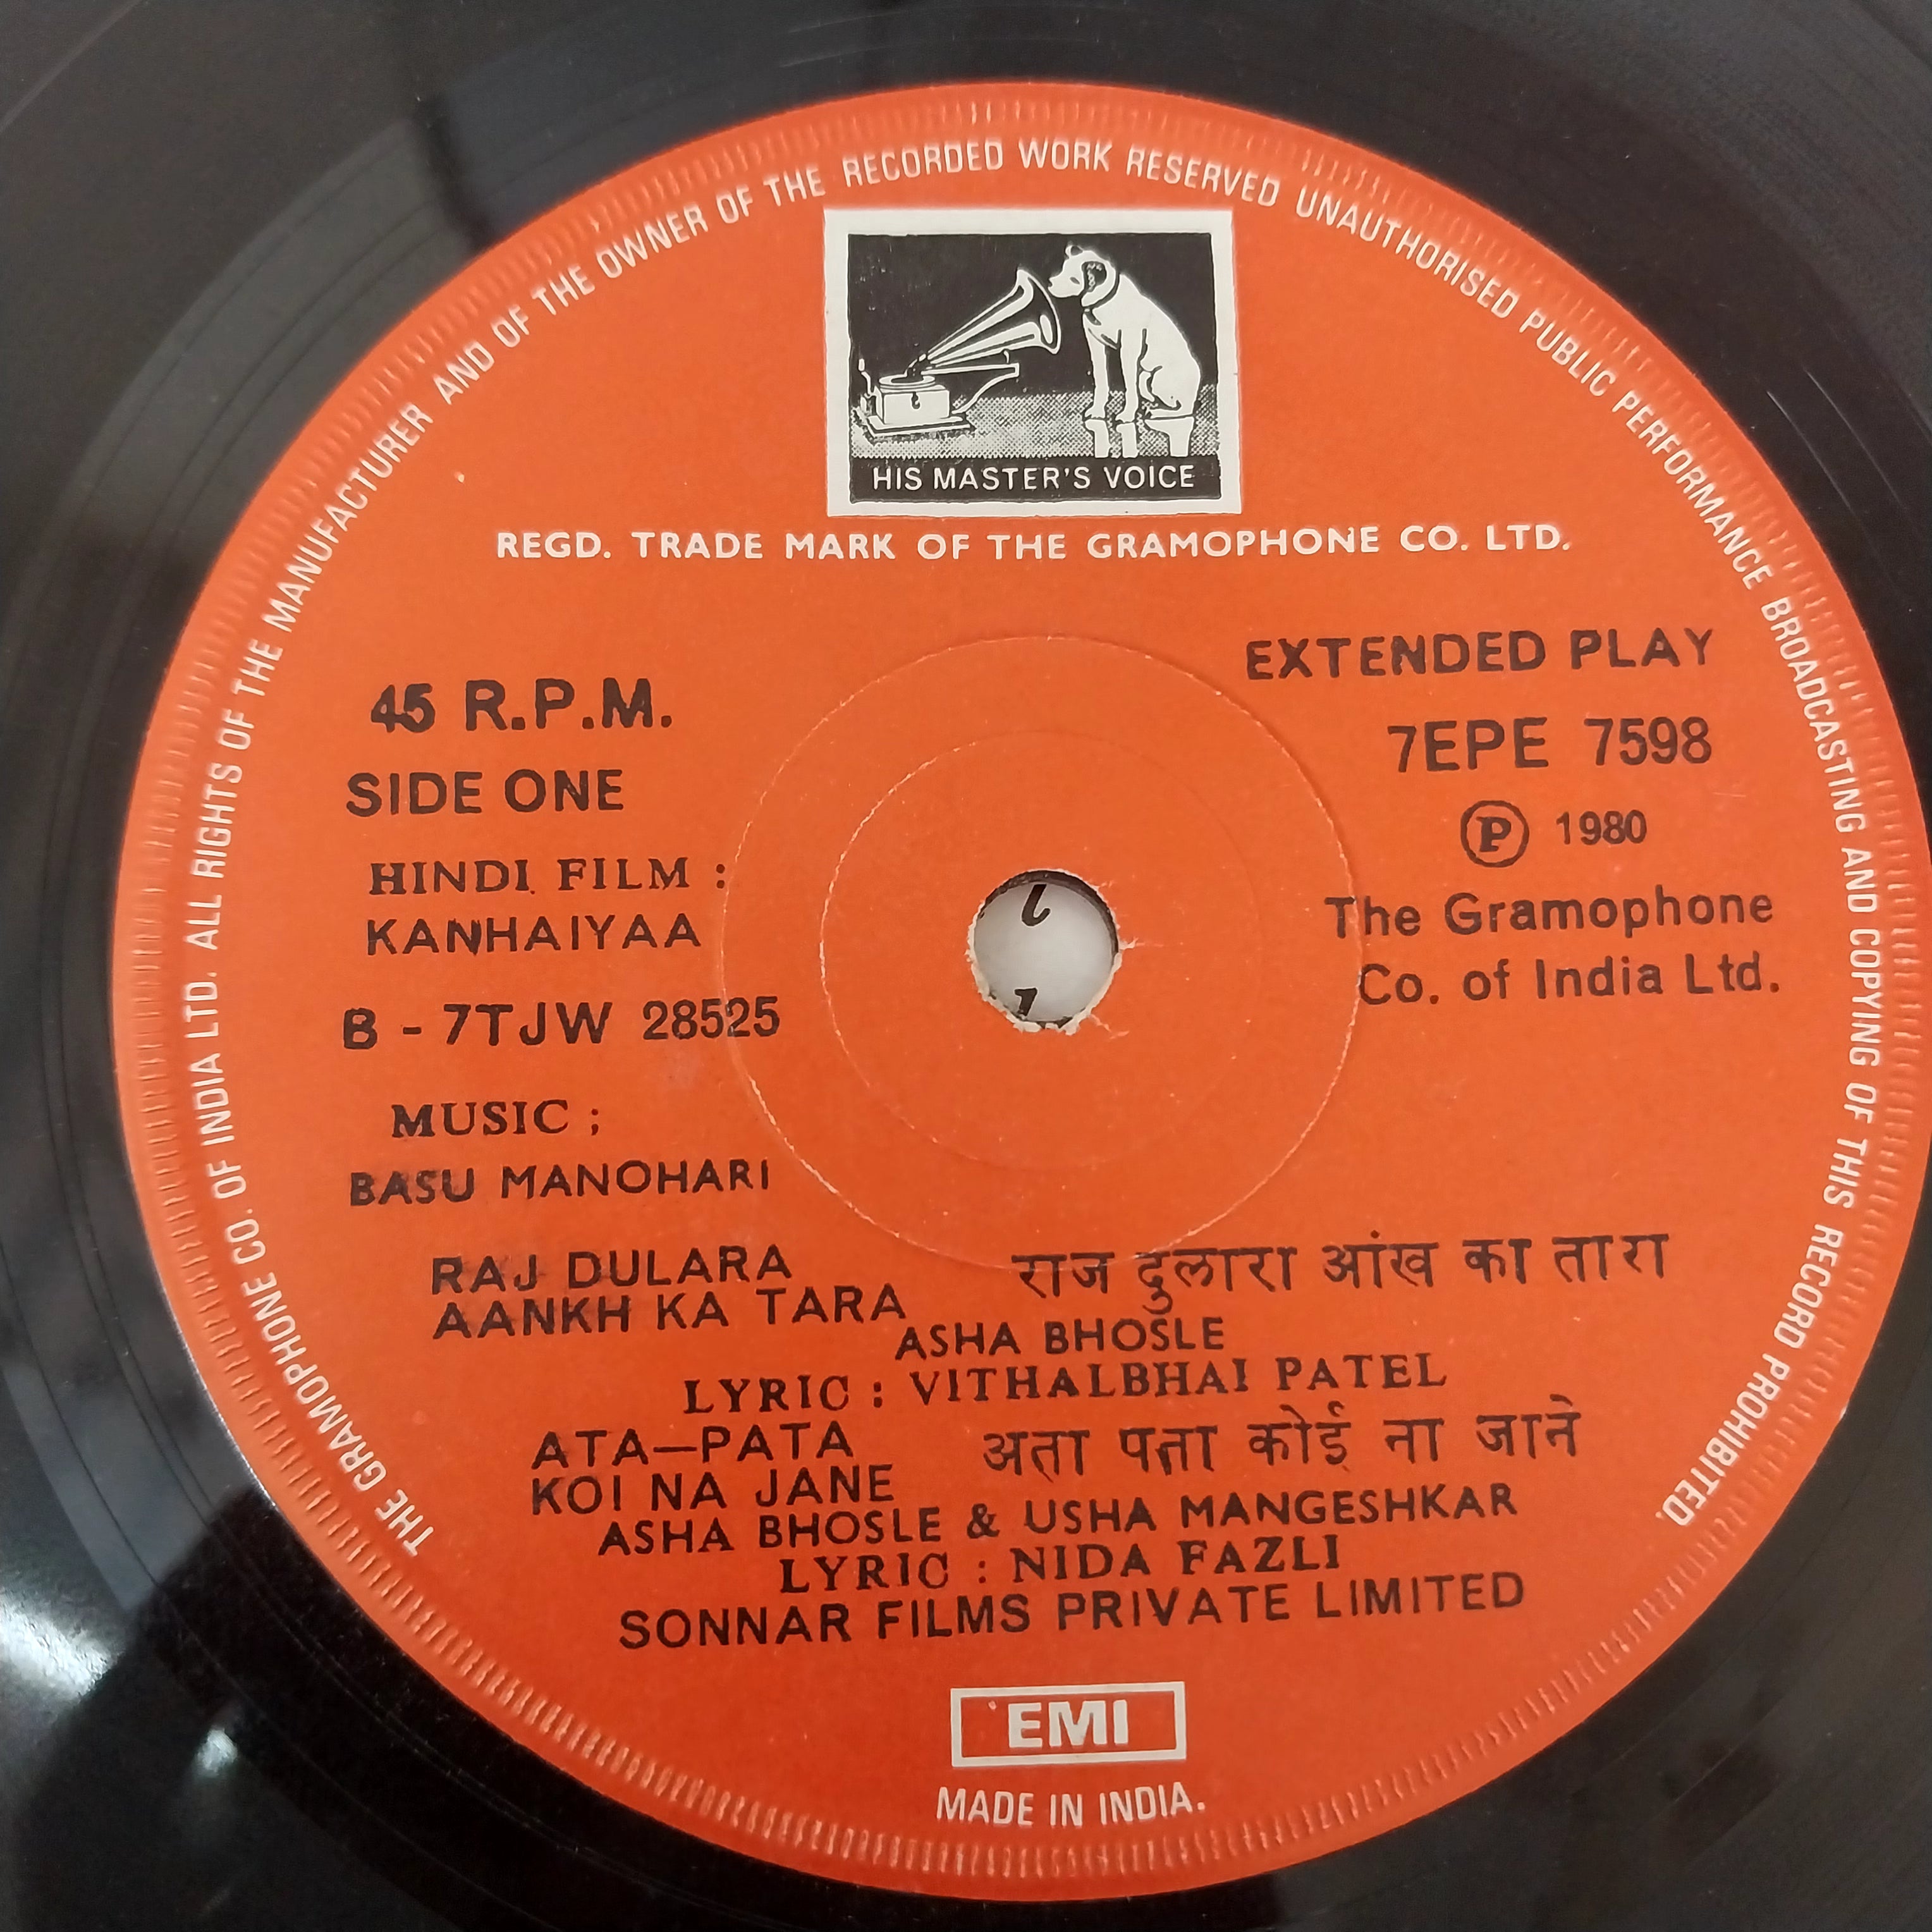 THE GRAMOPHONE CO. OF INDIA LTD. ALL RIGHTS OF THE MANUFACTURER AND OF THE OWNER OF THE RECORDED WORK RESERVED UNAUTHORISED PUBLIC PERFORMANCE BROADCASTING AND COPYING OF THIS RECORD PROHIBITED.
HIS MASTER'S VOICE
REGD. TRADE MARK OF THE GRAMOPHONE CO. LTD.
45 R.P.M.
SIDE ONE
HINDI FILM :
KANHAIYAA
B - 7TJW 28525
MUSIC ;
BASU MANOHARI
EXTENDED PLAY
7EPE 7598
Ⓟ 1980
The Gramophone
Co. of India Ltd.
RAJ DULARA
AANKH KA TARA
राज दुलारा आंख का तारा
ASHA BHOSLE
LYRIC : VITHALBHAI PATEL
ATA—PATA
KOI NA JANE
अता पता कोई ना जाने
ASHA BHOSLE & USHA MANGESHKAR
LYRIC : NIDA FAZLI
SONNAR FILMS PRIVATE LIMITED
EMI
MADE IN INDIA.